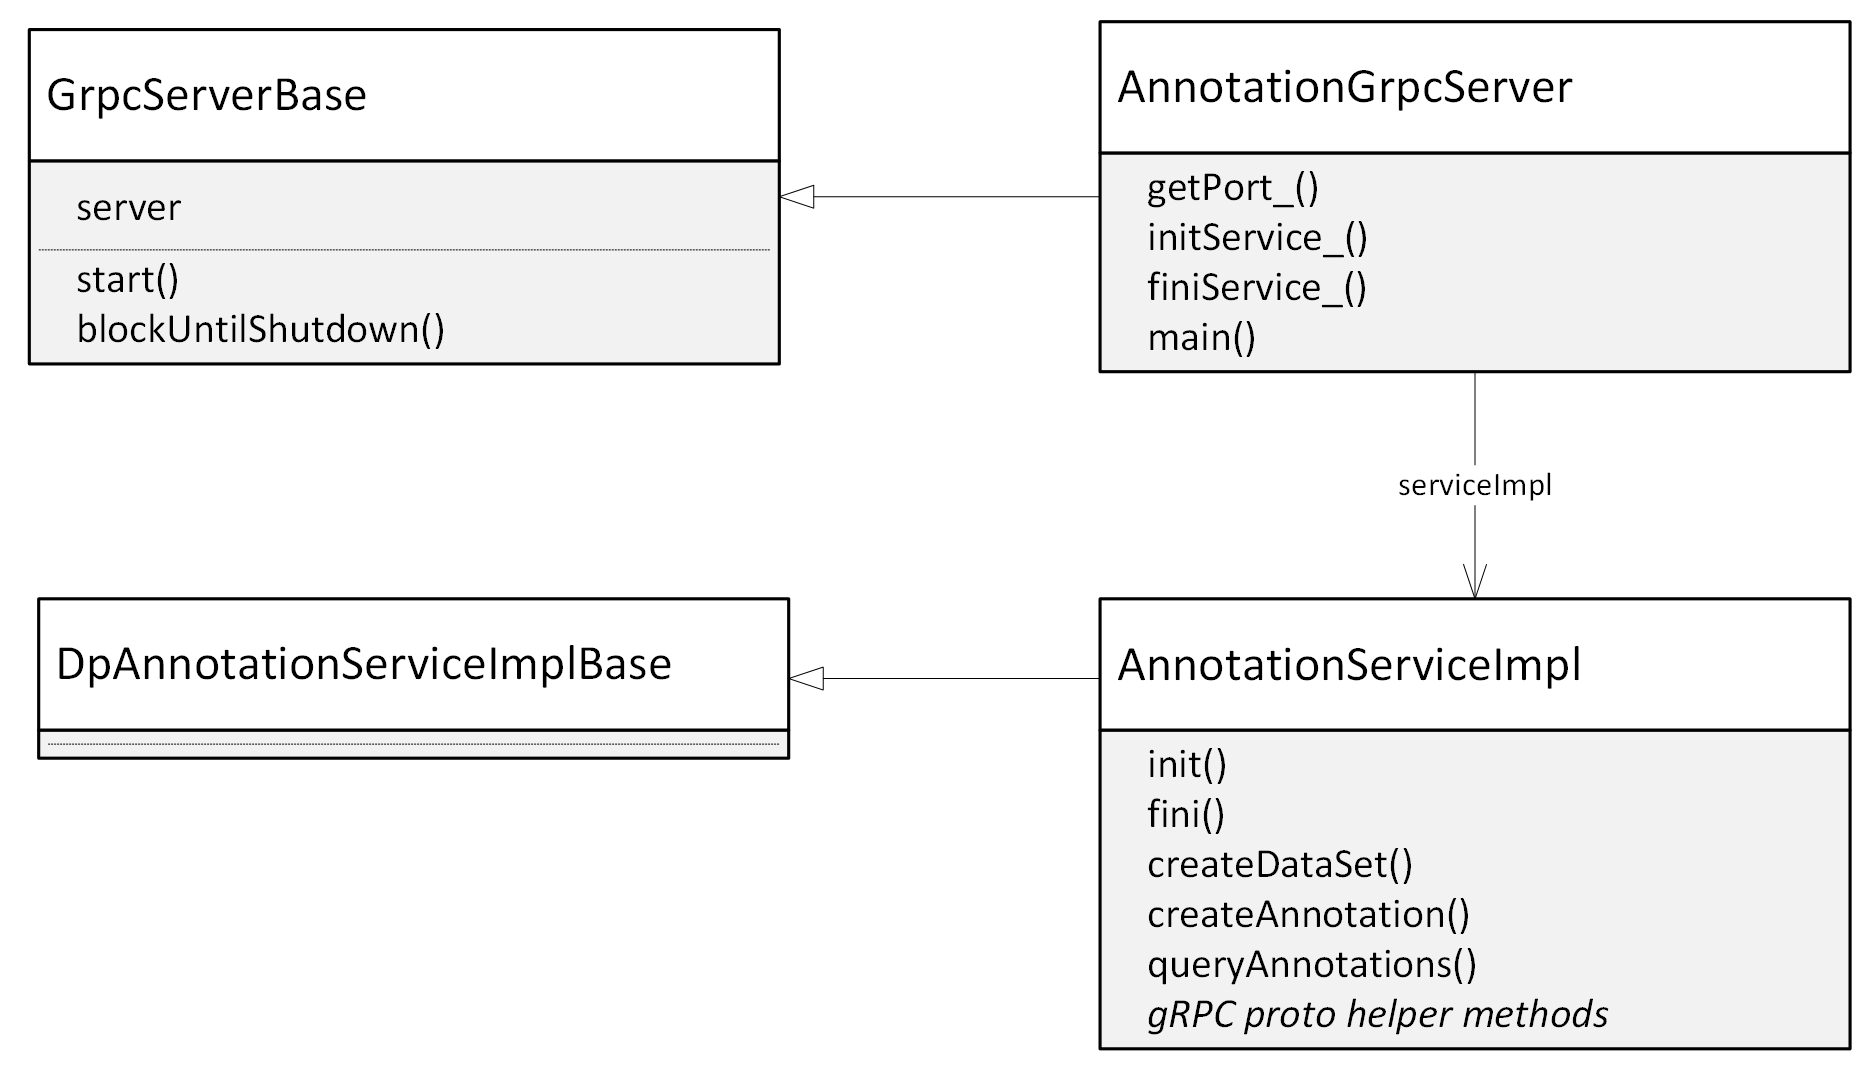 GrpcServerBase
server
start()
blockUntilShutdown()
AnnotationGrpcServer
getPort_()
initService_()
finiService_()
main()
serviceImpl
DpAnnotationServiceImplBase
AnnotationServiceImpl
init()
fini()
createDataSet()
createAnnotation()
queryAnnotations()
gRPC proto helper methods